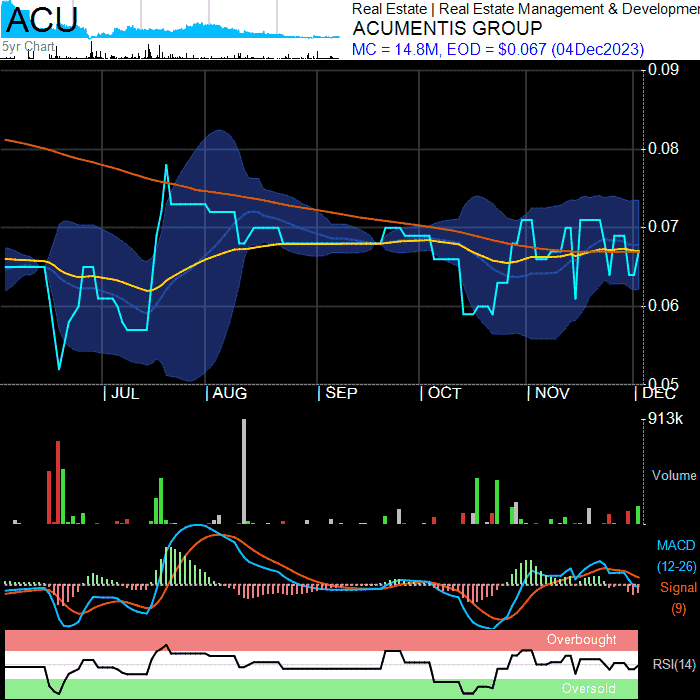 ACU
5yr Chart
Real Estate | Real Estate Management & Developmen
ACUMENTIS GROUP
MC = 14.8M, EOD = $0.067 (04Dec2023)
0.09
0.08
0.07
0.06
0.05
JUL AUG SEP OCT NOV DEC
913k
Volume
MACD
(12-26)
Signal
(9)
Overbought
RSI(14)
Oversold